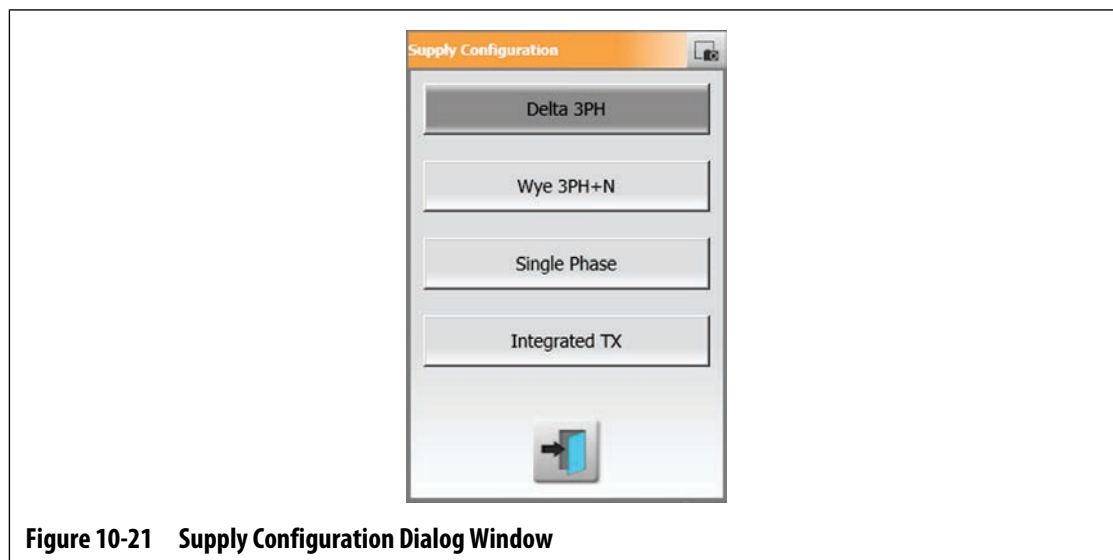 Supply Configuration
Delta 3PH
Wye 3PH+N
Single Phase
Integrated TX
Figure 10-21 Supply Configuration Dialog Window